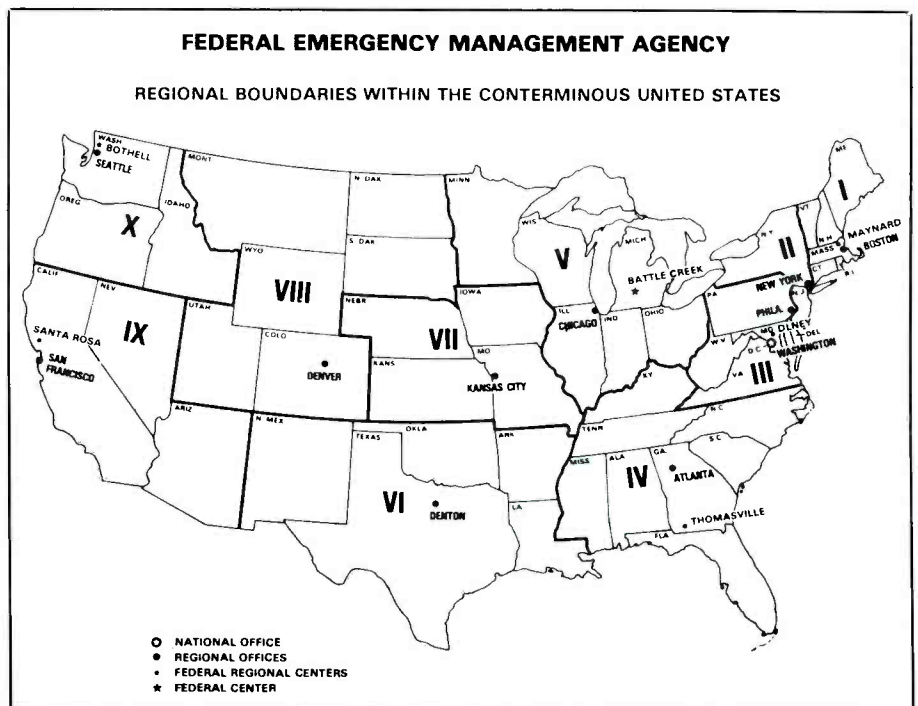 FEDERAL EMERGENCY MANAGEMENT AGENCY
REGIONAL BOUNDARIES WITHIN THE CONTERMINOUS UNITED STATES
WASH
BOTHELL
SEATTLE
MONT
N DAK
MINN
ME
OREG
X
IDAHO
WIS
VT
I
S DAK
MICH
N Y
II
N H
MAYNARD
MASS
BOSTON
CALIF
WYO
V
BATTLE CREEK
CT
R I
NEV
VIII
NEBR
IOWA
PA
NEW YORK
N J
UTAH
ILL
IND
OHIO
PHILA.
IX
VII
CHICAGO
MD
OLNEY
DEL
SANTA ROSA
COLO
MO
W V
D C
WASHINGTON
SAN
FRANCISCO
DENVER
KANS
KANSAS CITY
KY
VA
III
ARIZ
N MEX
OKLA
TENN
N C
TEXAS
ARK
MISS
ALA
GA
S C
VI
IV
ATLANTA
DENTON
LA
THOMASVILLE
FLA
NATIONAL OFFICE
REGIONAL OFFICES
FEDERAL REGIONAL CENTERS
FEDERAL CENTER